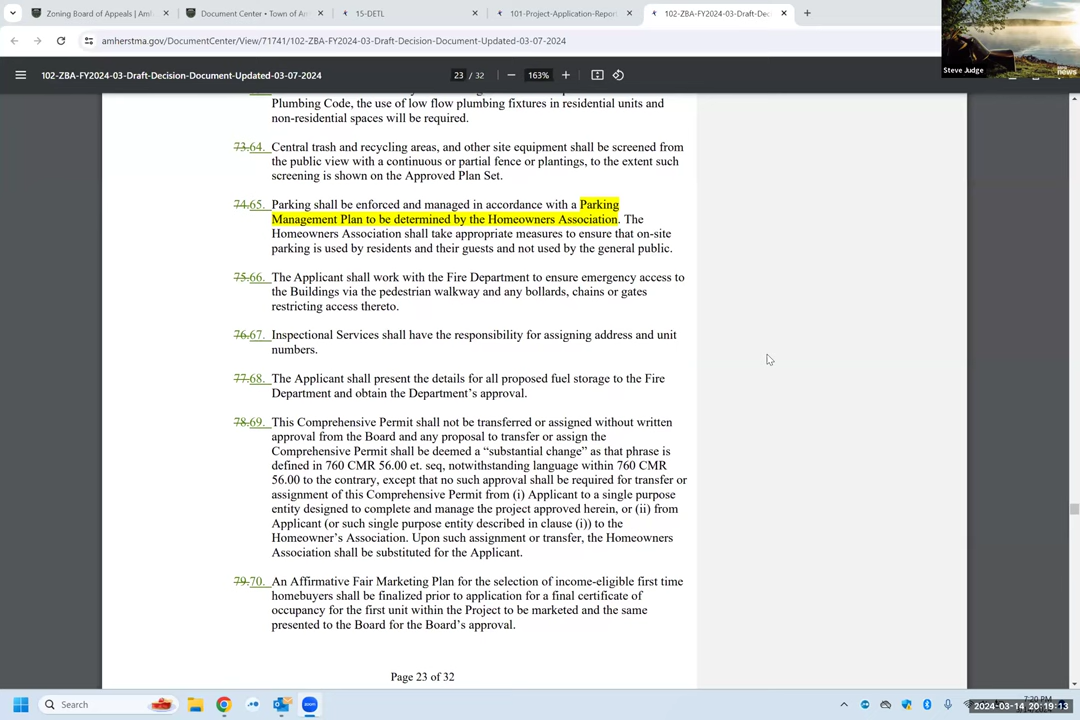 Zoning Board of Appeals | Amh
Document Center • Town of Am
15-DETL
101-Project-Application-Repor
102-ZBA-FY2024-03-Draft-Deci
amherstma.gov/DocumentCenter/View/71741/102-ZBA-FY2024-03-Draft-Decision-Document-Updated-03-07-2024
102-ZBA-FY2024-03-Draft-Decision-Document-Updated-03-07-2024
23 / 32
163%
Steve Judge
news
Plumbing Code, the use of low flow plumbing fixtures in residential units and
non-residential spaces will be required.
73.64. Central trash and recycling areas, and other site equipment shall be screened from
the public view with a continuous or partial fence or plantings, to the extent such
screening is shown on the Approved Plan Set.
74.65. Parking shall be enforced and managed in accordance with a Parking
Management Plan to be determined by the Homeowners Association. The
Homeowners Association shall take appropriate measures to ensure that on-site
parking is used by residents and their guests and not used by the general public.
75.66. The Applicant shall work with the Fire Department to ensure emergency access to
the Buildings via the pedestrian walkway and any bollards, chains or gates
restricting access thereto.
76.67. Inspectional Services shall have the responsibility for assigning address and unit
numbers.
77.68. The Applicant shall present the details for all proposed fuel storage to the Fire
Department and obtain the Department's approval.
78.69. This Comprehensive Permit shall not be transferred or assigned without written
approval from the Board and any proposal to transfer or assign the
Comprehensive Permit shall be deemed a “substantial change” as that phrase is
defined in 760 CMR 56.00 et. seq, notwithstanding language within 760 CMR
56.00 to the contrary, except that no such approval shall be required for transfer or
assignment of this Comprehensive Permit from (i) Applicant to a single purpose
entity designed to complete and manage the project approved herein, or (ii) from
Applicant (or such single purpose entity described in clause (i)) to the
Homeowner's Association. Upon such assignment or transfer, the Homeowners
Association shall be substituted for the Applicant.
79.70. An Affirmative Fair Marketing Plan for the selection of income-eligible first time
homebuyers shall be finalized prior to application for a final certificate of
occupancy for the first unit within the Project to be marketed and the same
presented to the Board for the Board's approval.
Page 23 of 32
Search
zoom
7:20 PM
2024-03-14 20:19:13